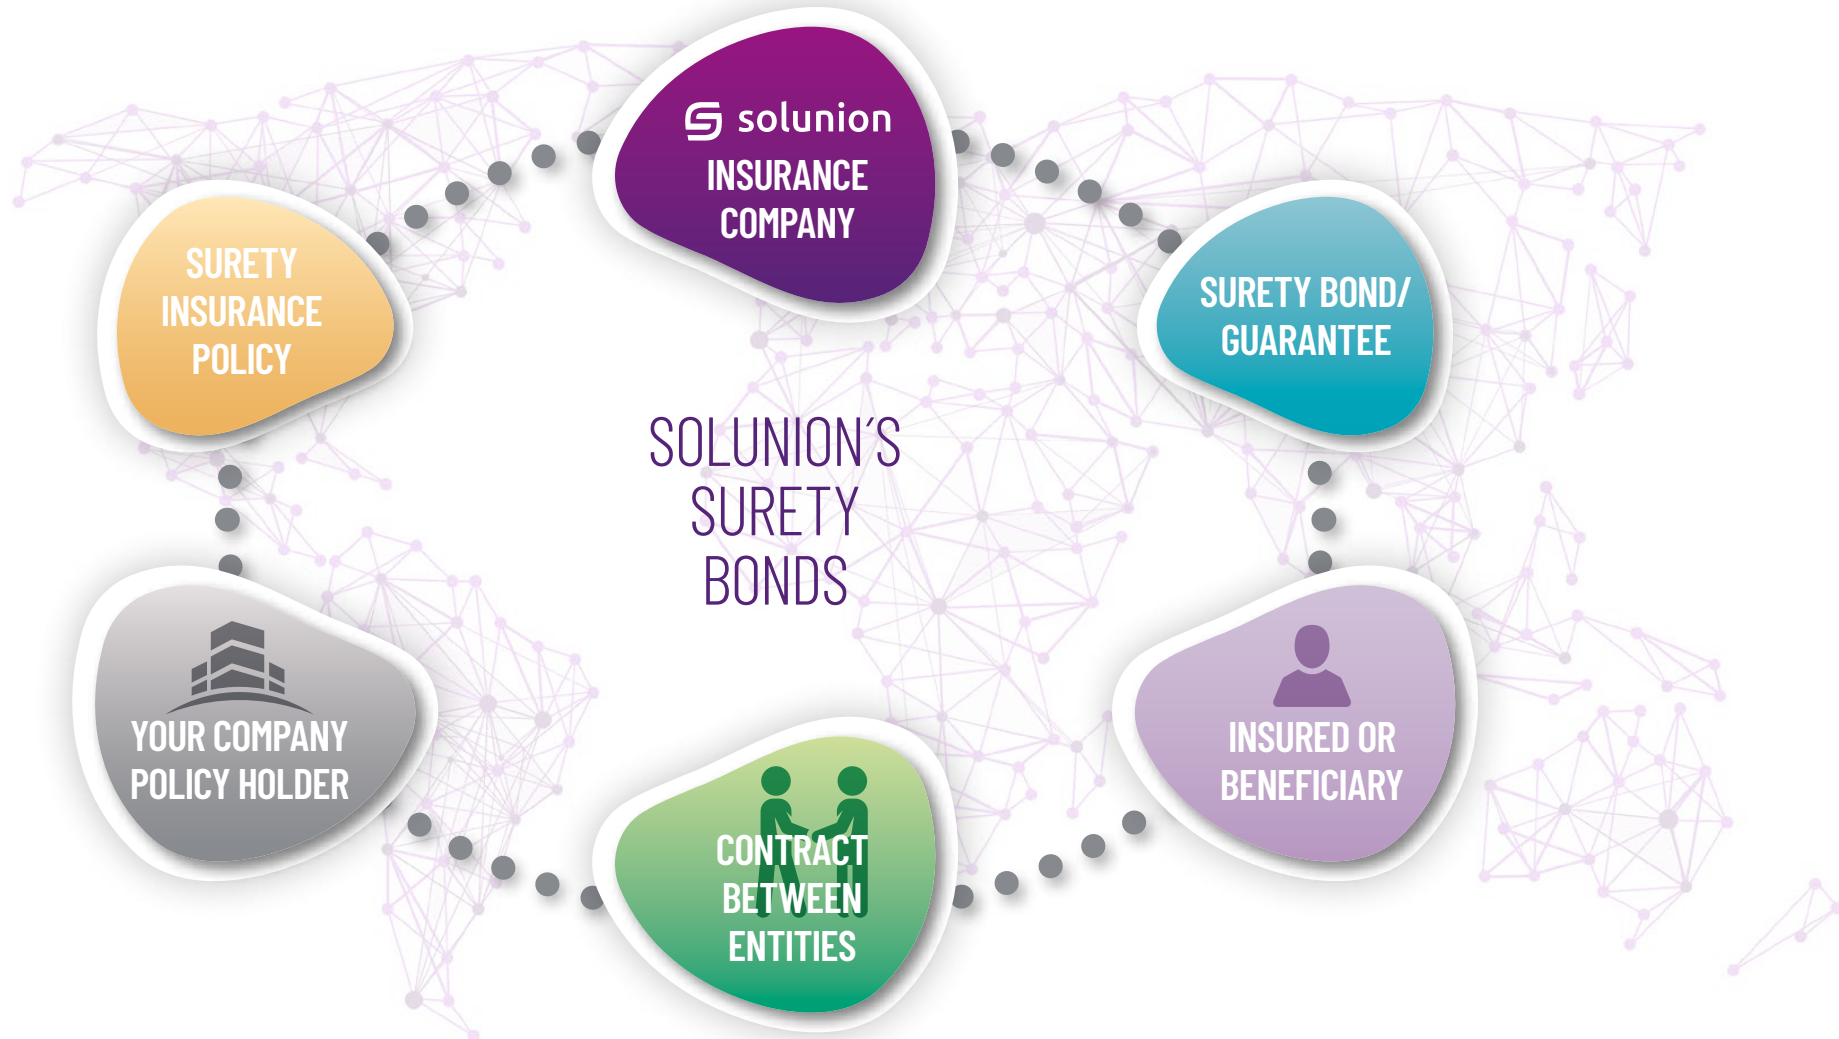 solunion
INSURANCE
COMPANY
SURETY
INSURANCE
POLICY
SURETY BOND/
GUARANTEE
SOLUNION´S
SURETY
BONDS
YOUR COMPANY
POLICY HOLDER
INSURED OR
BENEFICIARY
CONTRACT
BETWEEN
ENTITIES